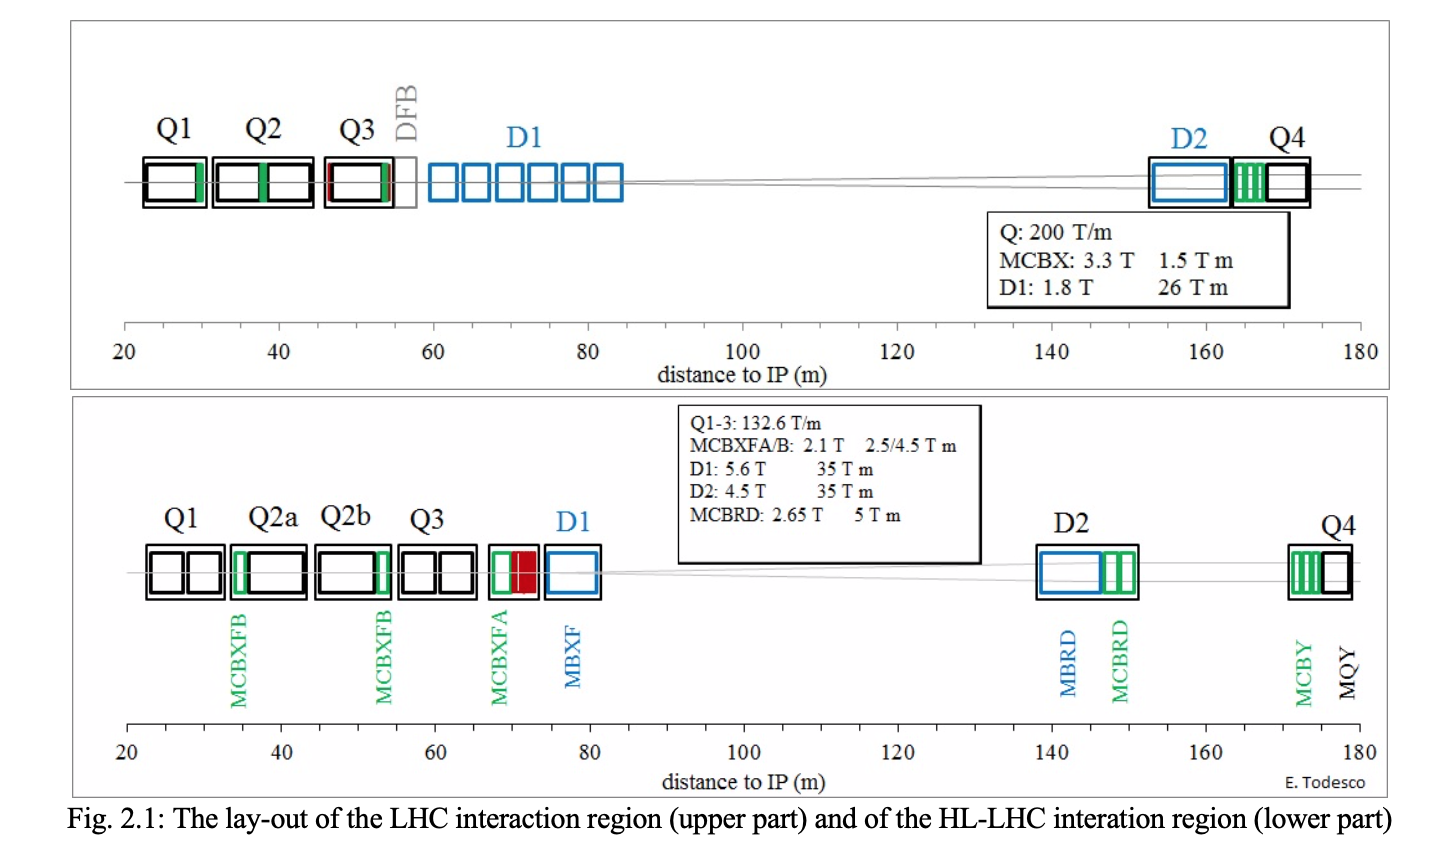 Q1 Q2 Q3 DFB D1 D2 Q4
Q: 200 T/m
MCBX: 3.3 T 1.5 T m
D1: 1.8 T 26 T m
20 40 60 80 100 120 140 160 180
distance to IP (m)
Q1-3: 132.6 T/m
MCBXFA/B: 2.1 T 2.5/4.5 T m
D1: 5.6 T 35 T m
D2: 4.5 T 35 T m
MCBRD: 2.65 T 5 T m
Q1 Q2a Q2b Q3 D1 D2 Q4
MCBXFB MCBXFB MCBXFA MBXF MBRD MCBRD MCBY MQY
20 40 60 80 100 120 140 160 180
distance to IP (m)
E. Todesco
Fig. 2.1: The lay-out of the LHC interaction region (upper part) and of the HL-LHC interation region (lower part)